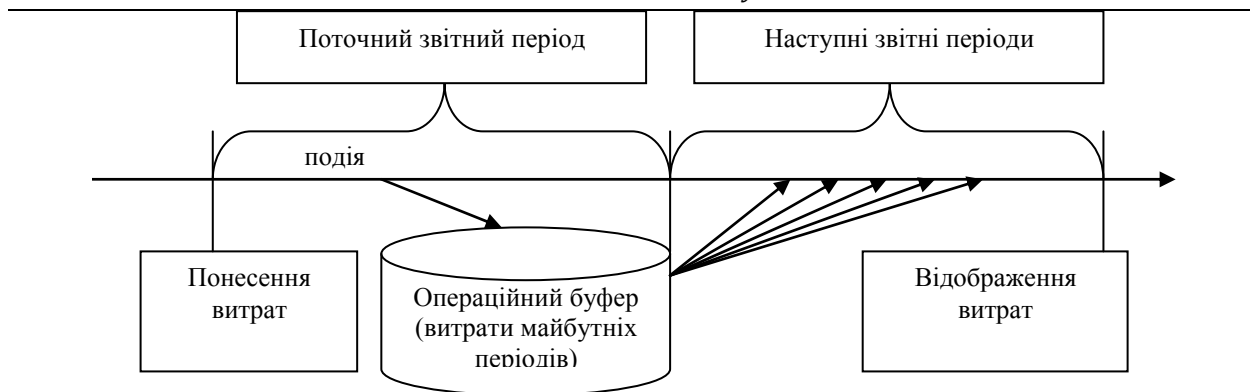 Поточний звітний період
Наступні звітні періоди
подія
Понесення
витрат
Операційний буфер
(витрати майбутніх
періодів)
Відображення
витрат